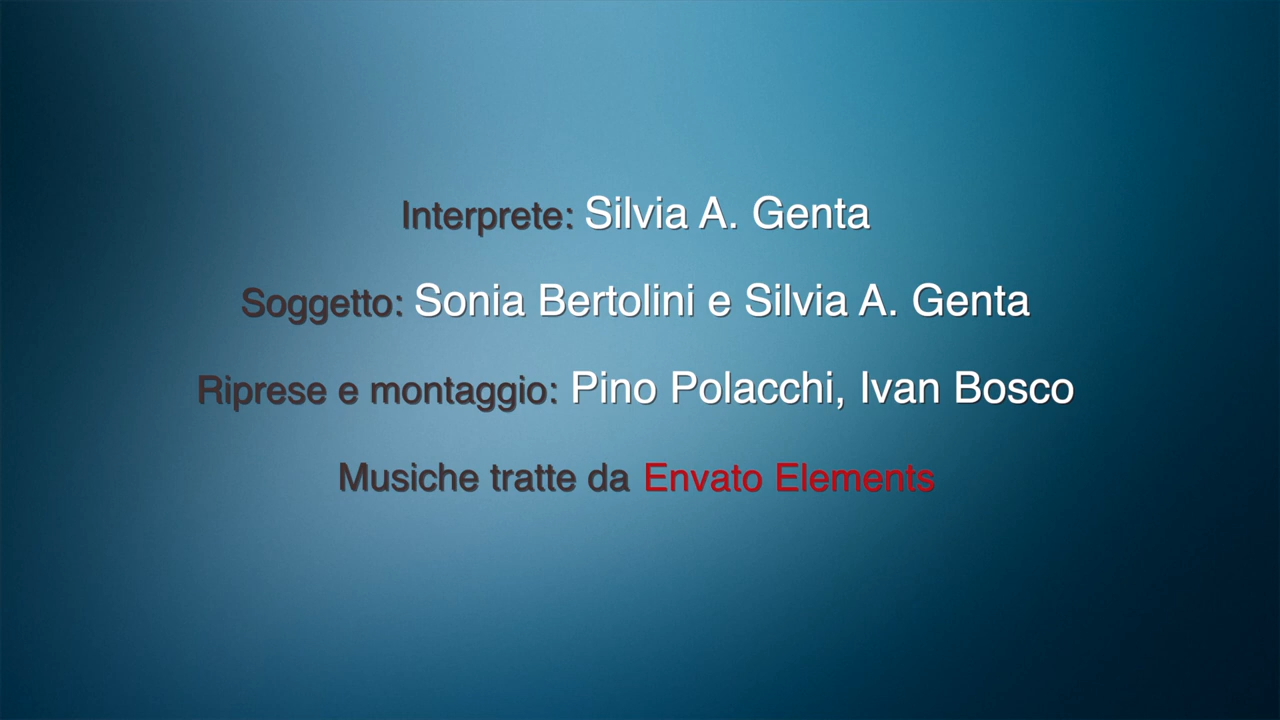 Interprete: Silvia A. Genta
Soggetto: Sonia Bertolini e Silvia A. Genta
Riprese e montaggio: Pino Polacchi, Ivan Bosco
Musiche tratte da Envato Elements